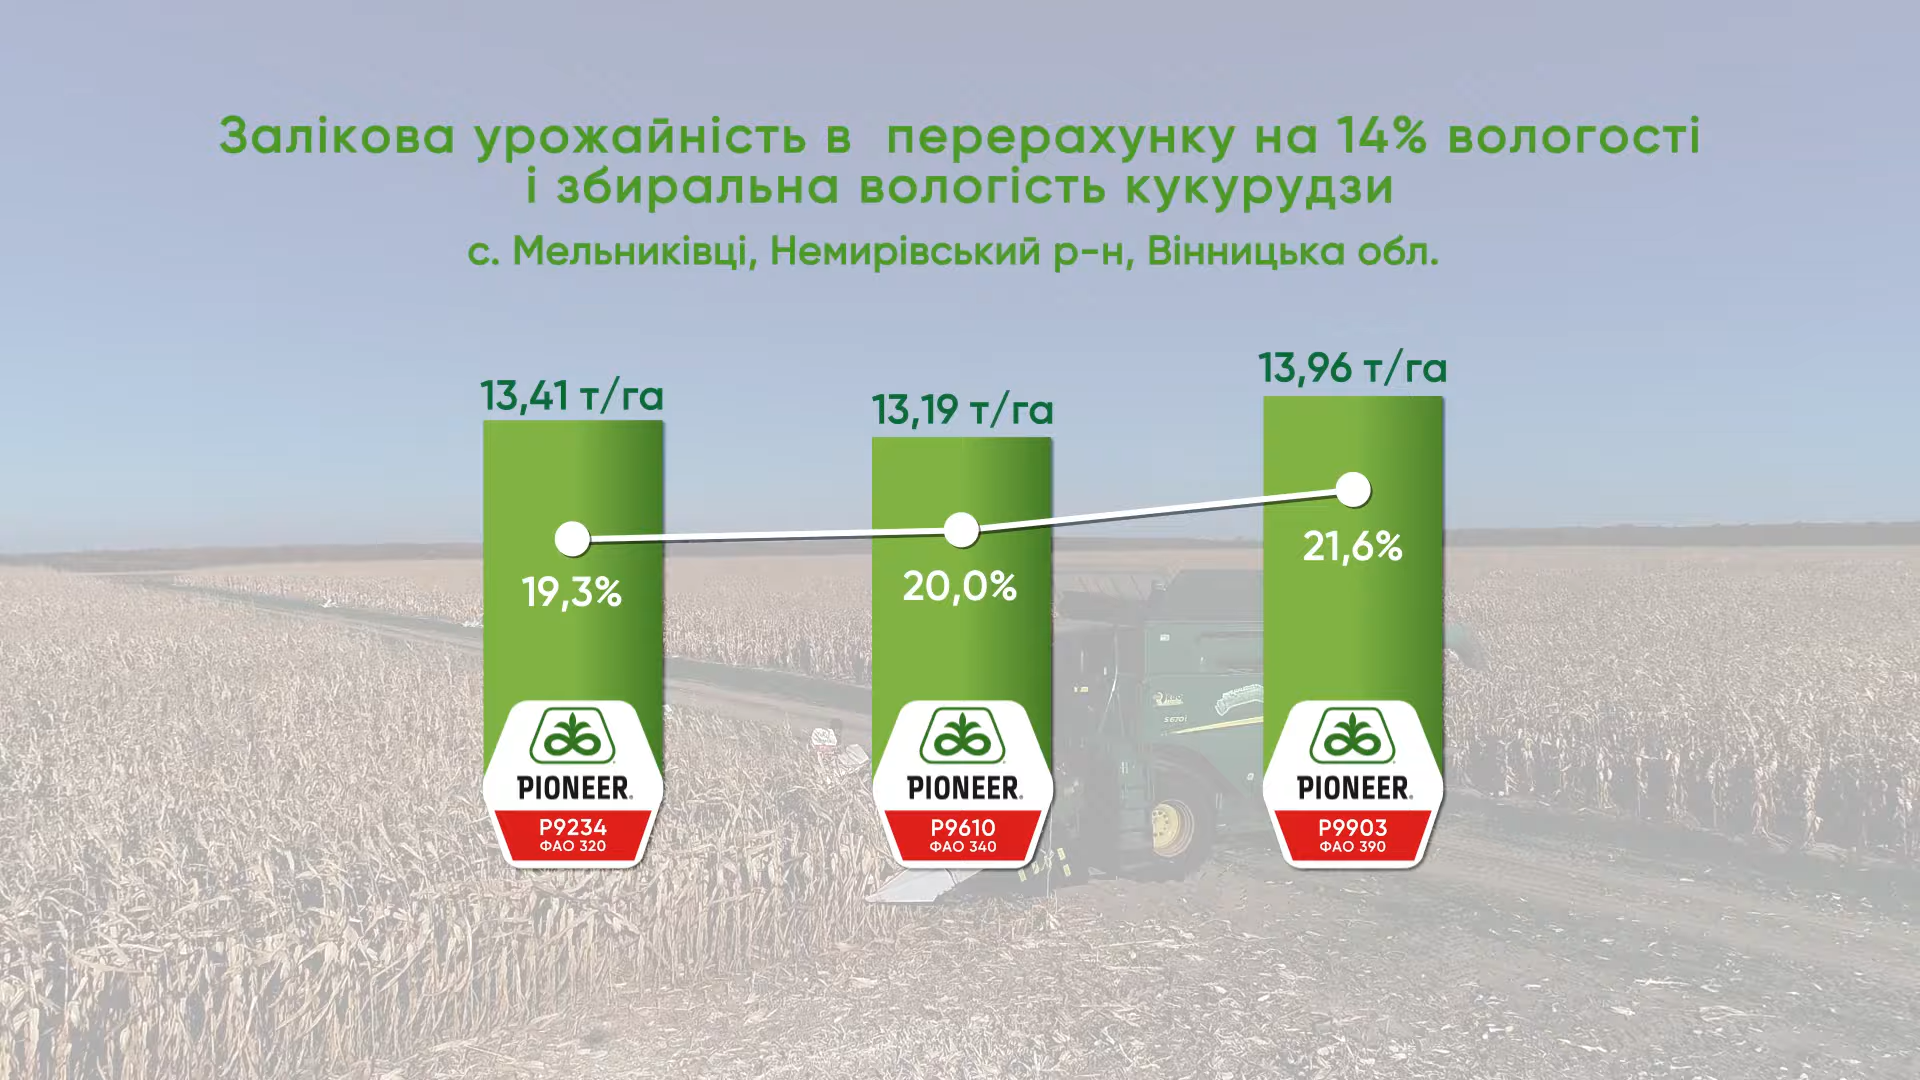 Залікова урожайність в перерахунку на 14% вологості
і збиральна вологість кукурудзи
с. Мельниківці, Немирівський р-н, Вінницька обл.
13,41 т/га
13,19 т/га
13,96 т/га
19,3%
20,0%
21,6%
PIONEER
P9234
ФАО 320
PIONEER
P9610
ФАО 340
PIONEER
P9903
ФАО 390
S670i